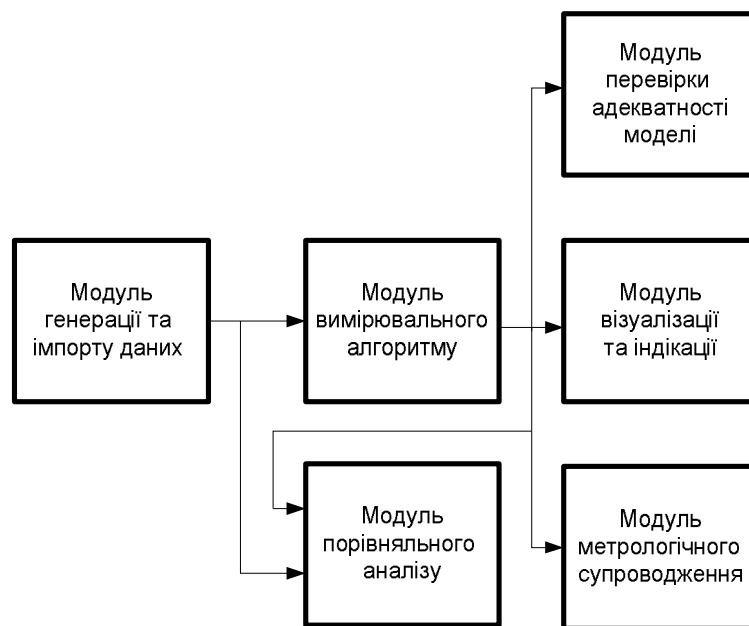 Модуль
перевірки
адекватності
моделі
Модуль
генерації та
імпорту даних
Модуль
вимірювального
алгоритму
Модуль
візуалізації
та індікації
Модуль
порівняльного
аналізу
Модуль
метрологічного
супроводження